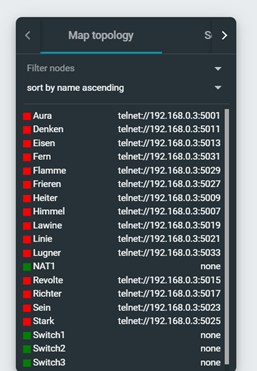 Map topology S
Filter nodes
sort by name ascending
Aura telnet://192.168.0.3:5001
Denken telnet://192.168.0.3:5011
Eisen telnet://192.168.0.3:5013
Fern telnet://192.168.0.3:5031
Flamme telnet://192.168.0.3:5029
Frieren telnet://192.168.0.3:5027
Heiter telnet://192.168.0.3:5009
Himmel telnet://192.168.0.3:5007
Lawine telnet://192.168.0.3:5019
Linie telnet://192.168.0.3:5021
Lugner telnet://192.168.0.3:5033
NAT1 none
Revolte telnet://192.168.0.3:5015
Richter telnet://192.168.0.3:5017
Sein telnet://192.168.0.3:5023
Stark telnet://192.168.0.3:5025
Switch1 none
Switch2 none
Switch3 none